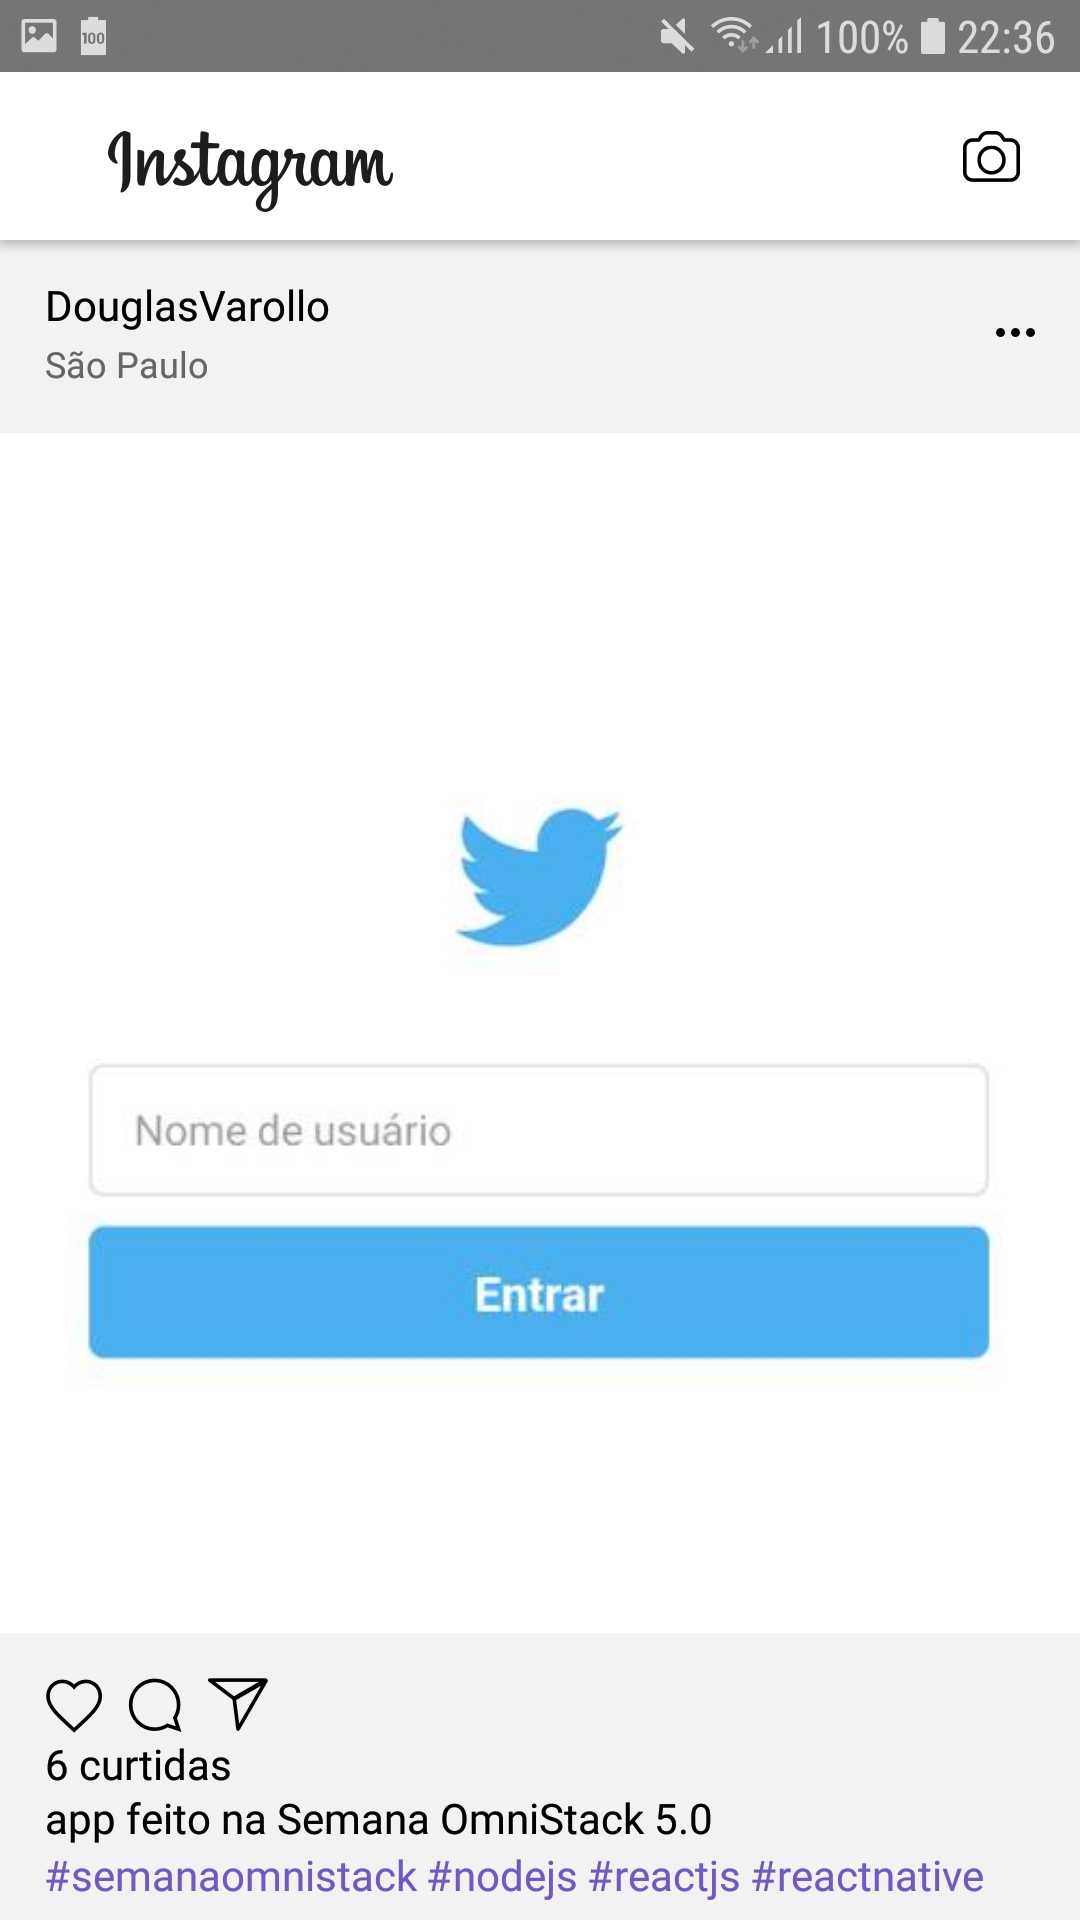 100 100% 22:36
Instagram
DouglasVarollo
São Paulo
Nome de usuário
Entrar
6 curtidas
app feito na Semana OmniStack 5.0
#semanaomnistack #nodejs #reactjs #reactnative